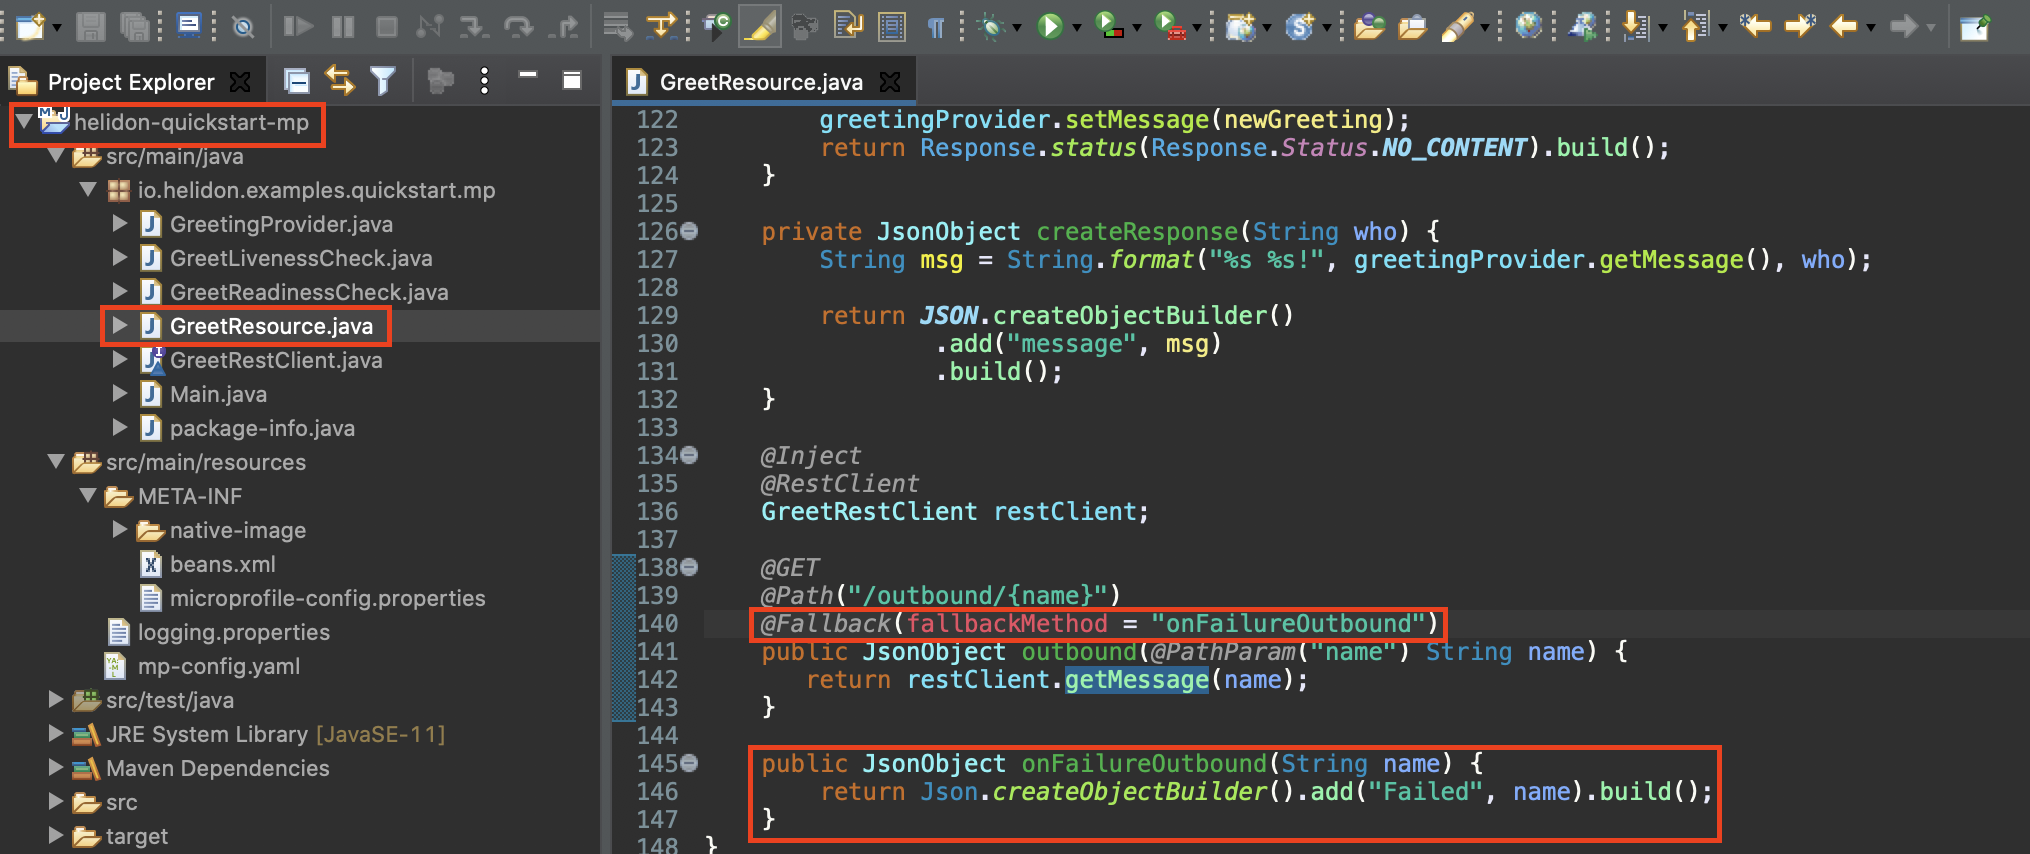 Project Explorer
helidon-quickstart-mp
src/main/java
io.helidon.examples.quickstart.mp
GreetingProvider.java
GreetLivenessCheck.java
GreetReadinessCheck.java
GreetResource.java
GreetRestClient.java
Main.java
package-info.java
src/main/resources
META-INF
native-image
beans.xml
microprofile-config.properties
logging.properties
mp-config.yaml
src/test/java
JRE System Library [JavaSE-11]
Maven Dependencies
src
target
GreetResource.java
122 greetingProvider.setMessage(newGreeting);
123 return Response.status(Response.Status.NO_CONTENT).build();
124 }
125
126 private JsonObject createResponse(String who) {
127 String msg = String.format("%s %s!", greetingProvider.getMessage(), who);
128
129 return JSON.createObjectBuilder()
130 .add("message", msg)
131 .build();
132 }
133
134 @Inject
135 @RestClient
136 GreetRestClient restClient;
137
138 @GET
139 @Path("/outbound/{name}")
140 @Fallback(fallbackMethod = "onFailureOutbound")
141 public JsonObject outbound(@PathParam("name") String name) {
142 return restClient.getMessage(name);
143 }
144
145 public JsonObject onFailureOutbound(String name) {
146 return Json.createObjectBuilder().add("Failed", name).build();
147 }
148 }